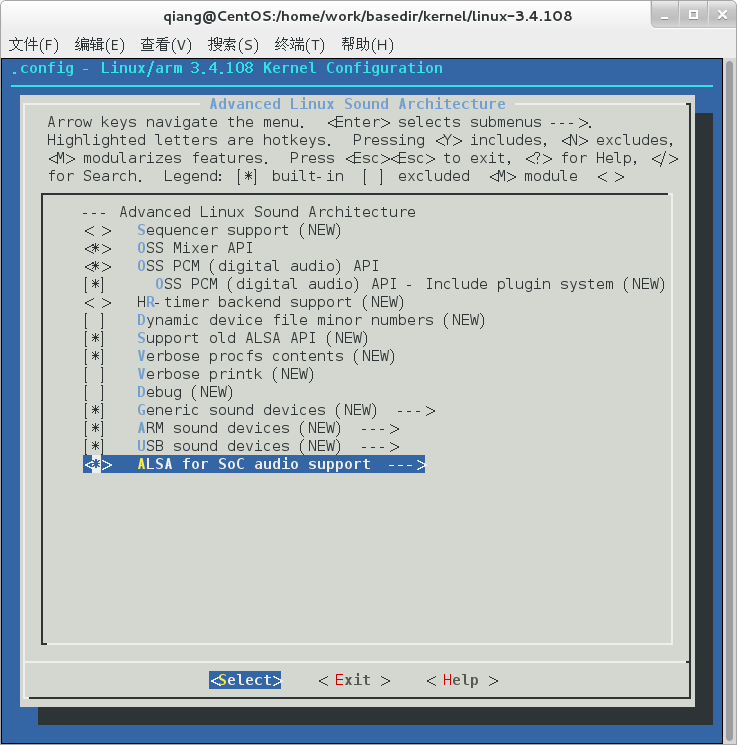 qiang@CentOS:/home/work/basedir/kernel/linux-3.4.108
文件(F) 编辑(E) 查看(V) 搜索(S) 终端(T) 帮助(H)
.config - Linux/arm 3.4.108 Kernel Configuration
Advanced Linux Sound Architecture
Arrow keys navigate the menu. <Enter> selects submenus --->.
Highlighted letters are hotkeys. Pressing <Y> includes, <N> excludes,
<M> modularizes features. Press <Esc><Esc> to exit, <?> for Help, </>
for Search. Legend: [*] built-in [ ] excluded <M> module < >
--- Advanced Linux Sound Architecture
< > Sequencer support (NEW)
<*> OSS Mixer API
<*> OSS PCM (digital audio) API
[*] OSS PCM (digital audio) API - Include plugin system (NEW)
< > HR-timer backend support (NEW)
[ ] Dynamic device file minor numbers (NEW)
[*] Support old ALSA API (NEW)
[*] Verbose procfs contents (NEW)
[ ] Verbose printk (NEW)
[ ] Debug (NEW)
[*] Generic sound devices (NEW) --->
[*] ARM sound devices (NEW) --->
[*] USB sound devices (NEW) --->
<*> ALSA for SoC audio support --->
<Select> < Exit > < Help >